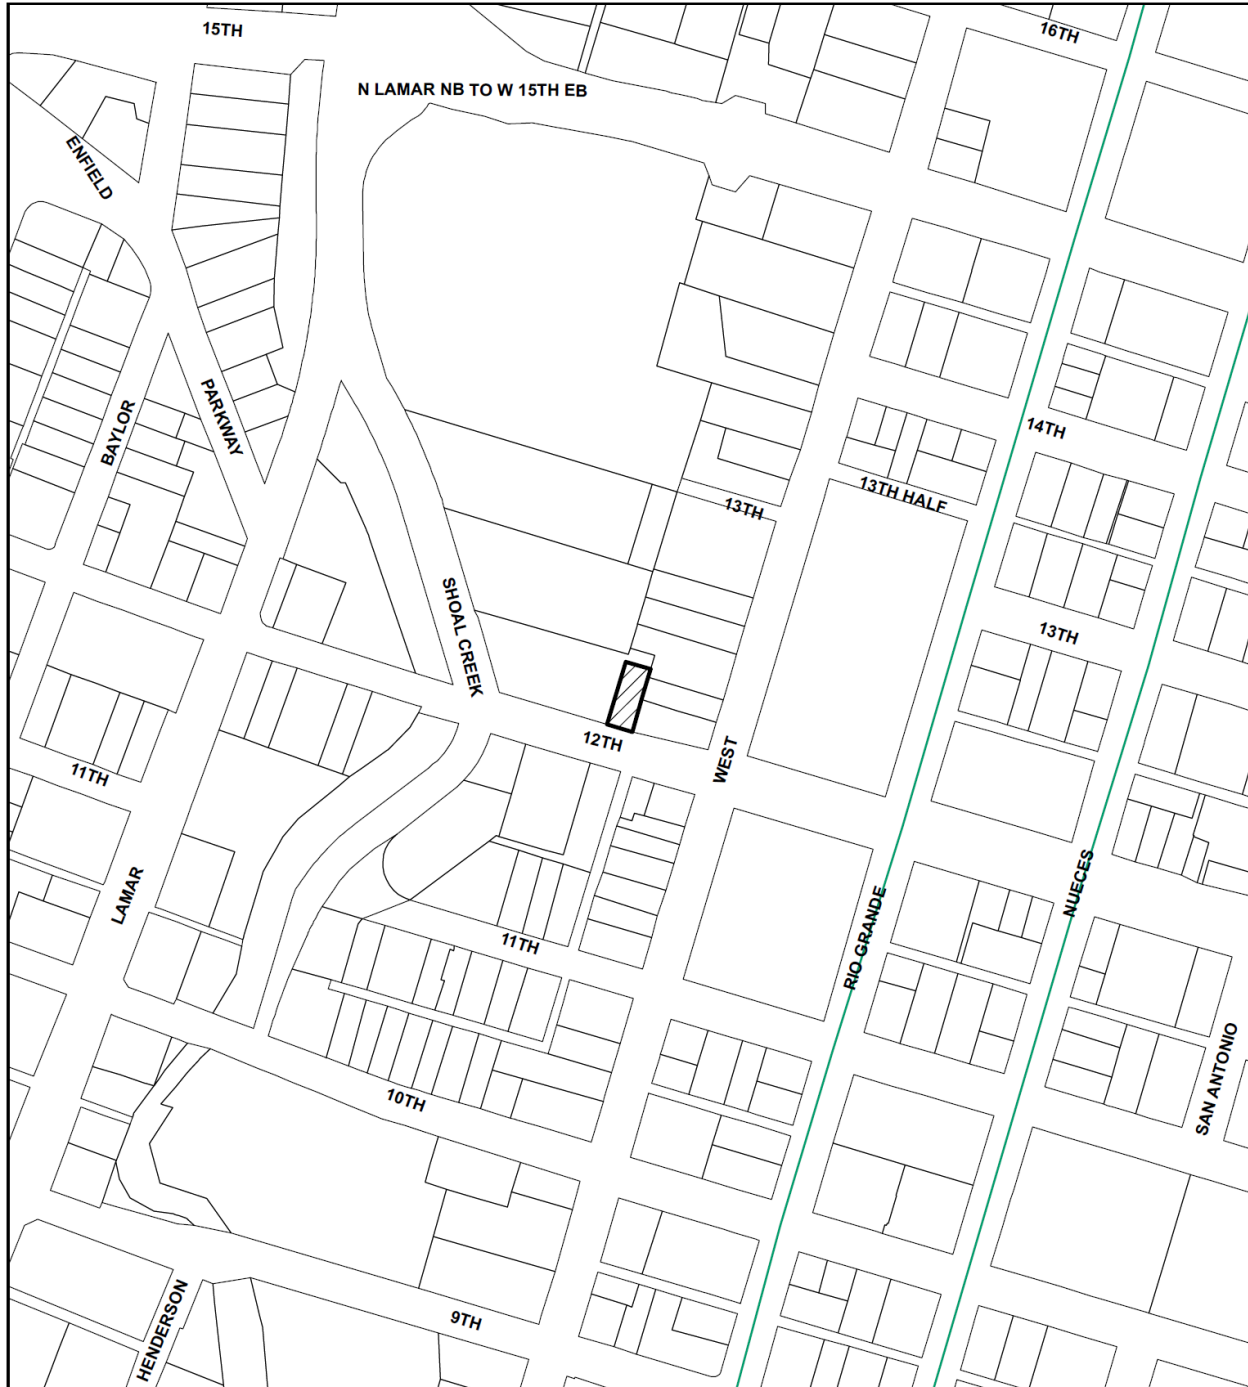 15TH
16TH
N LAMAR NB TO W 15TH EB
ENFIELD
PARKWAY
BAYLOR
14TH
13TH HALF
13TH
SHOAL CREEK
13TH
12TH
WEST
11TH
LAMAR
NUECES
RIO GRANDE
11TH
SAN ANTONIO
10TH
HENDERSON
9TH